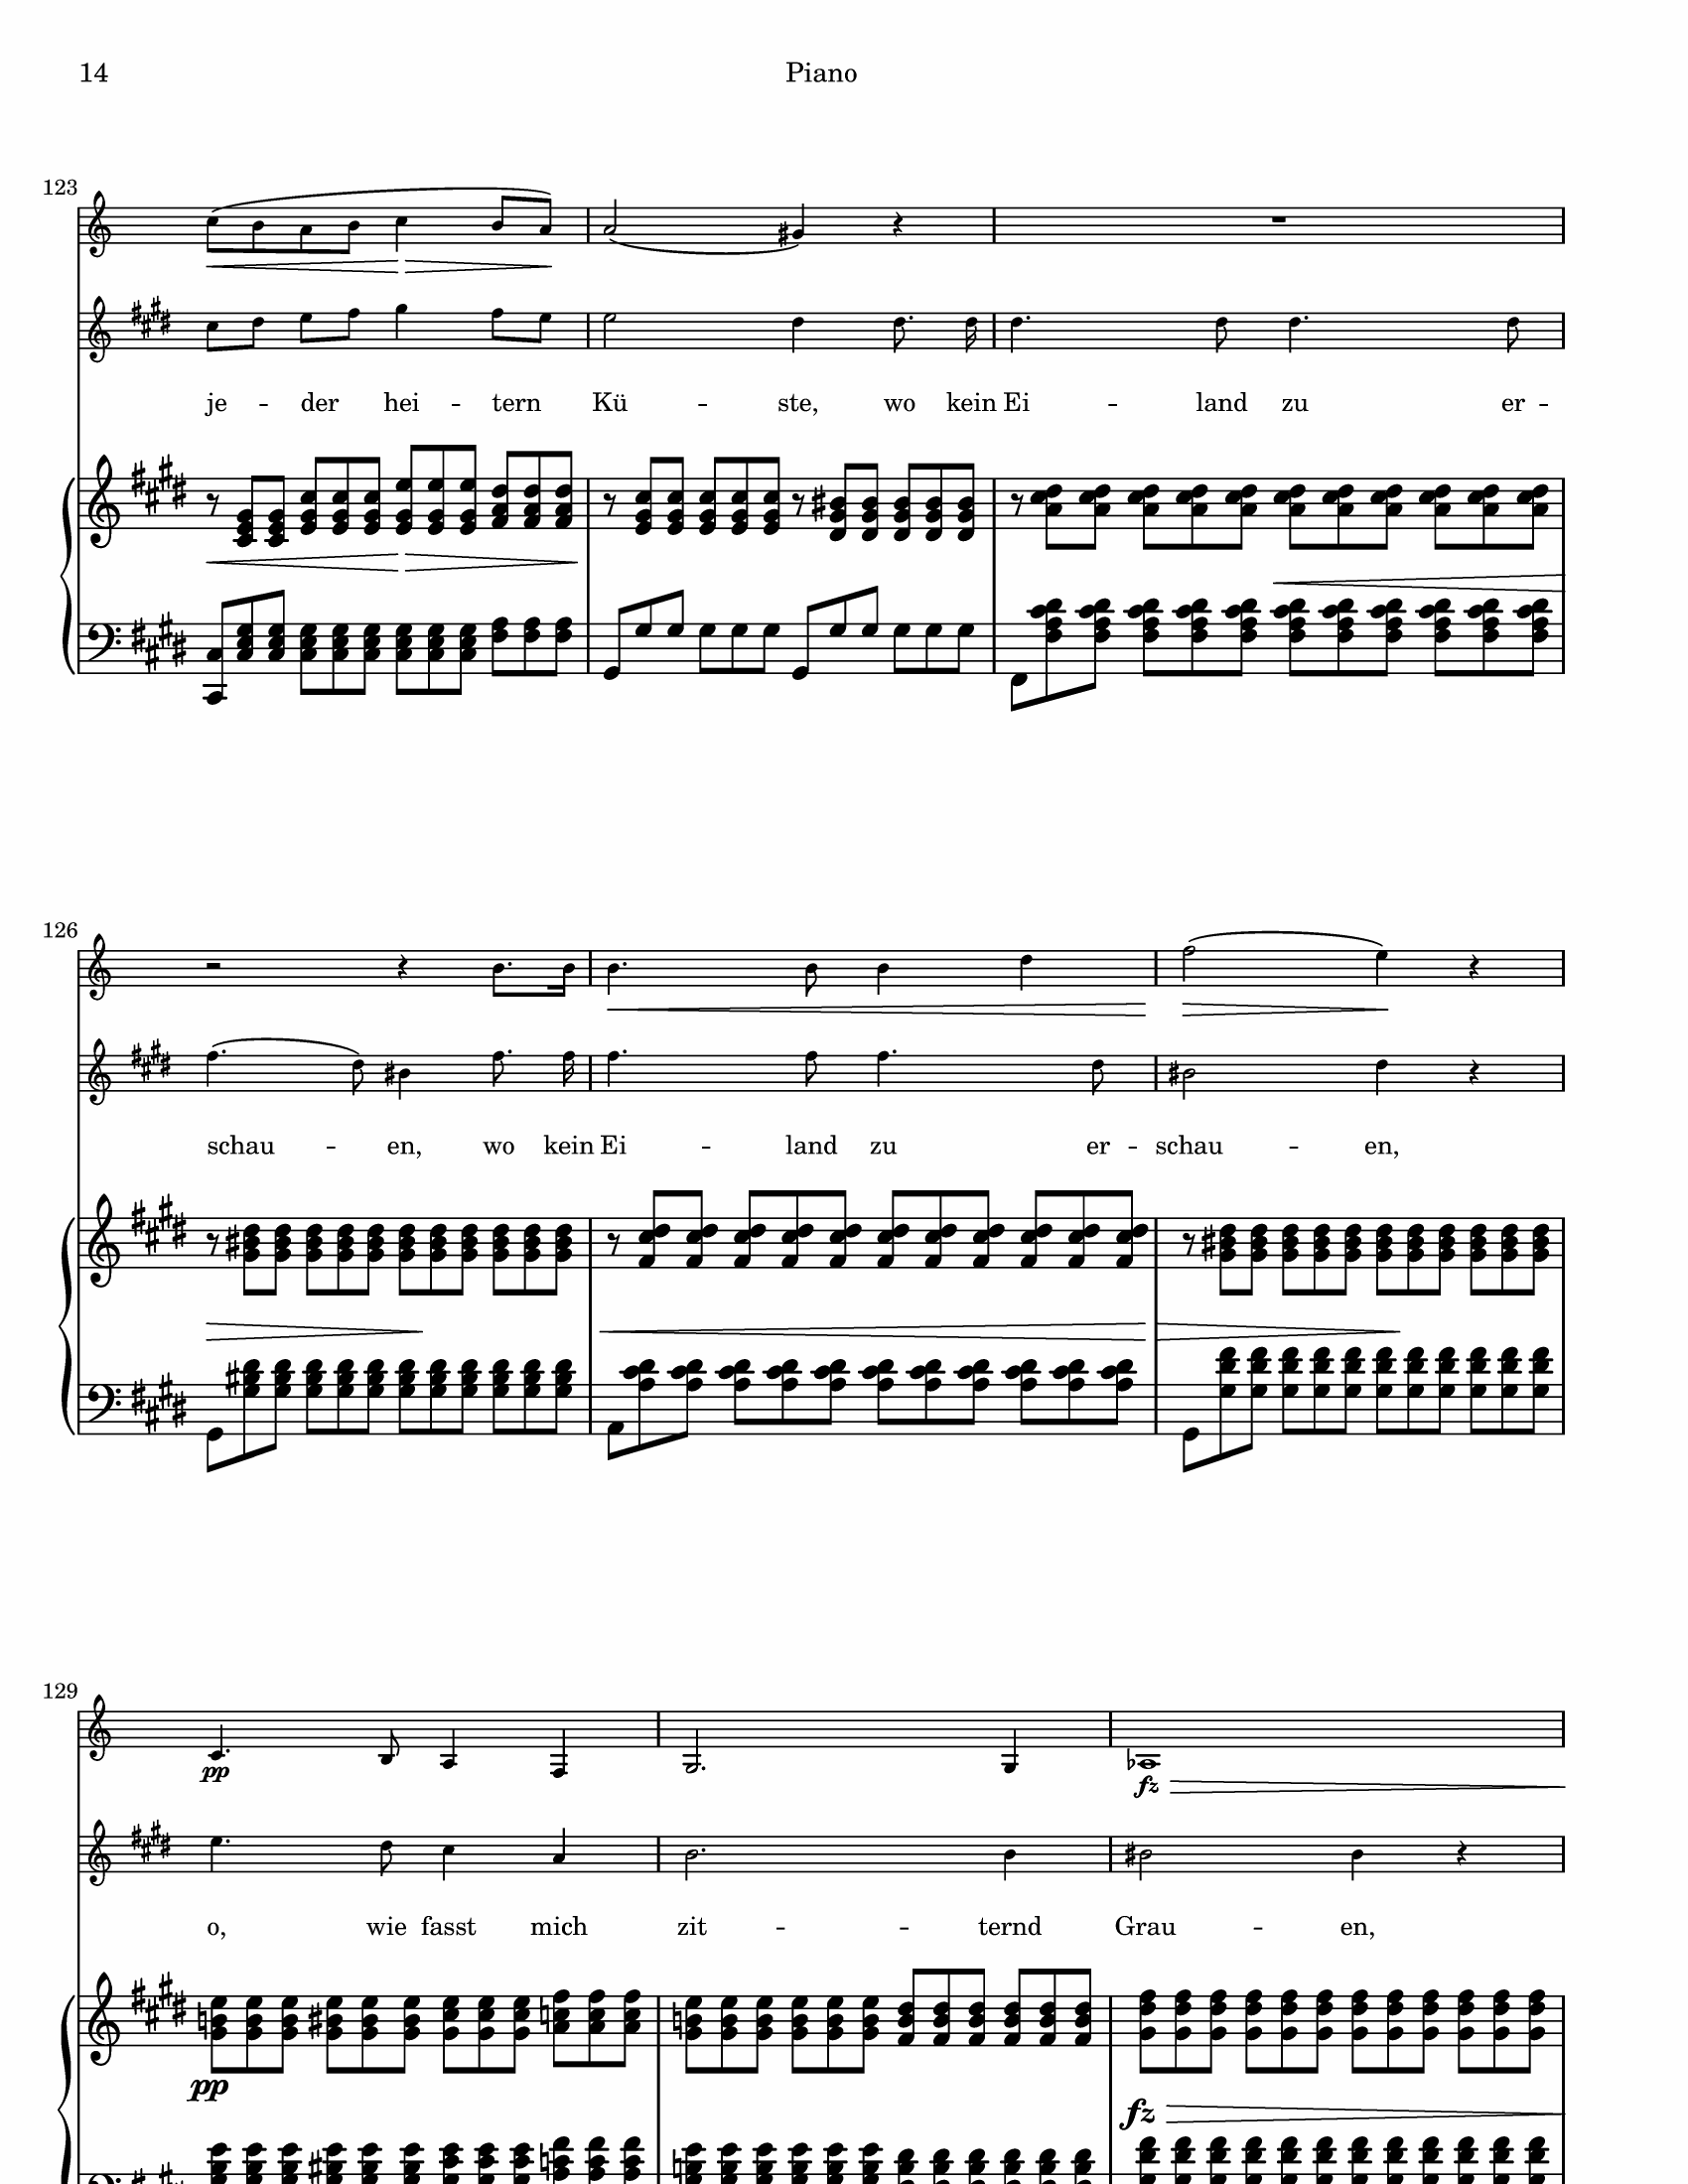 14 Piano
123
je -- der hei -- tern Kü -- ste, wo kein Ei -- land zu er --
126
schau -- en, wo kein Ei -- land zu er -- schau -- en,
129
pp fz
o, wie fasst mich zit -- ternd Grau -- en,
pp fz